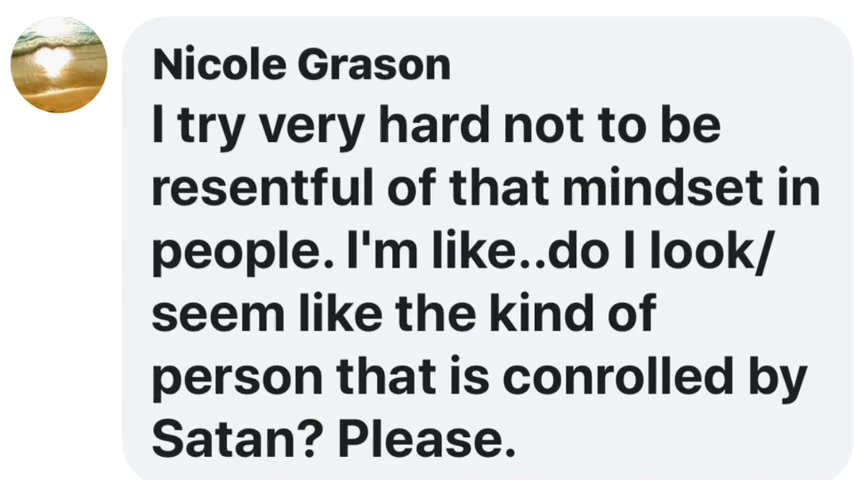 Nicole Grason
I try very hard not to be
resentful of that mindset in
people. I'm like..do I look/
seem like the kind of
person that is conrolled by
Satan? Please.